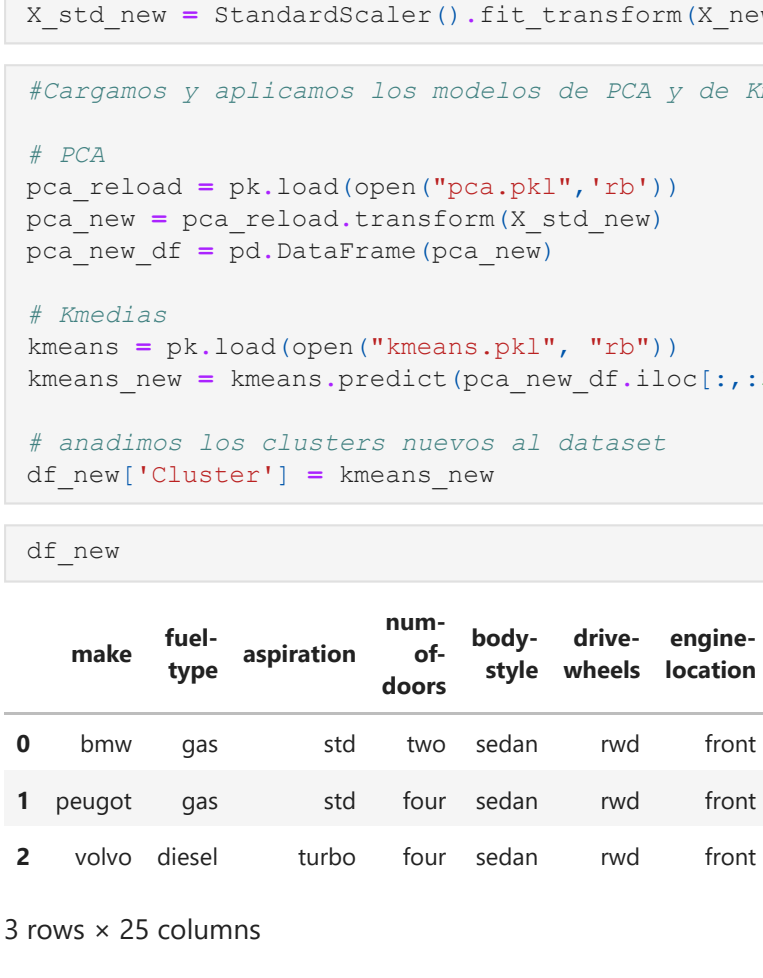 X_std_new = StandardScaler().fit_transform(X_new
#Cargamos y aplicamos los modelos de PCA y de K
# PCA
pca_reload = pk.load(open("pca.pkl",'rb'))
pca_new = pca_reload.transform(X_std_new)
pca_new_df = pd.DataFrame(pca_new)
# Kmedias
kmeans = pk.load(open("kmeans.pkl", "rb"))
kmeans_new = kmeans.predict(pca_new_df.iloc[:,:
# anadimos los clusters nuevos al dataset
df_new['Cluster'] = kmeans_new
df_new
make fuel-type aspiration num-of-doors body-style drive-wheels engine-location
0 bmw gas std two sedan rwd front
1 peugot gas std four sedan rwd front
2 volvo diesel turbo four sedan rwd front
3 rows × 25 columns